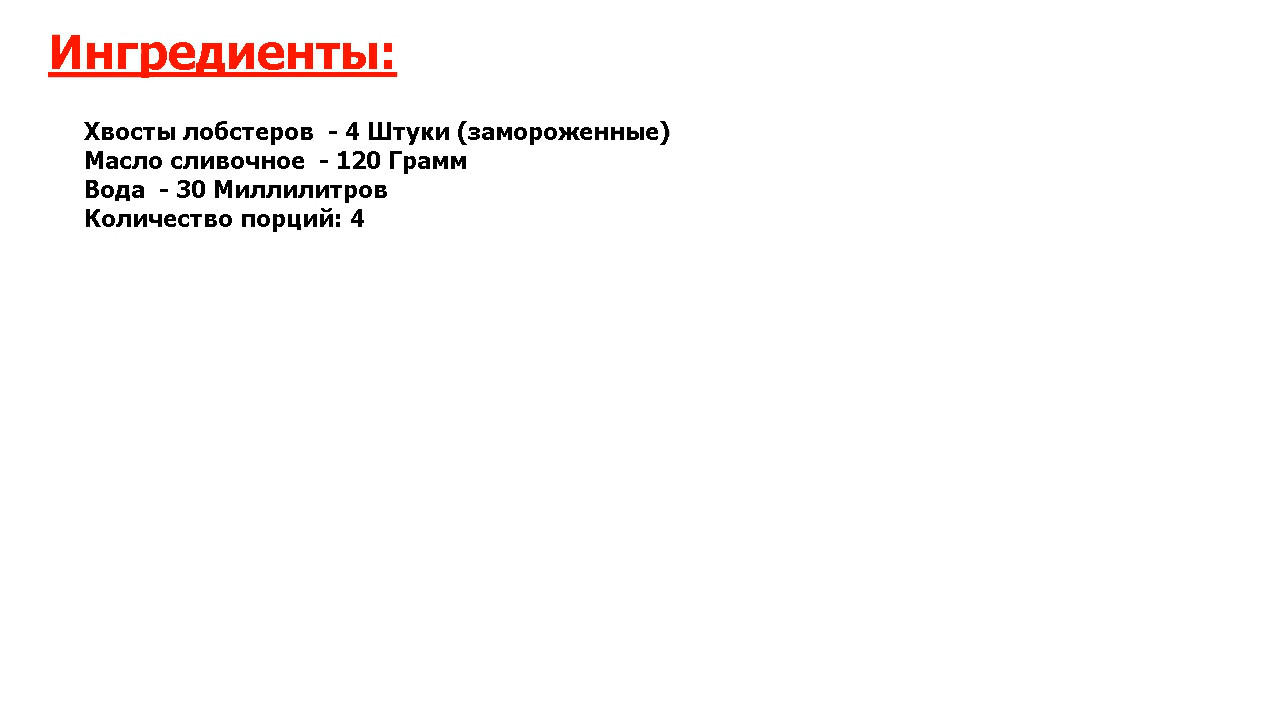 Ингредиенты:
Хвосты лобстеров  - 4 Штуки (замороженные)
Масло сливочное  - 120 Грамм
Вода  - 30 Миллилитров
Количество порций: 4